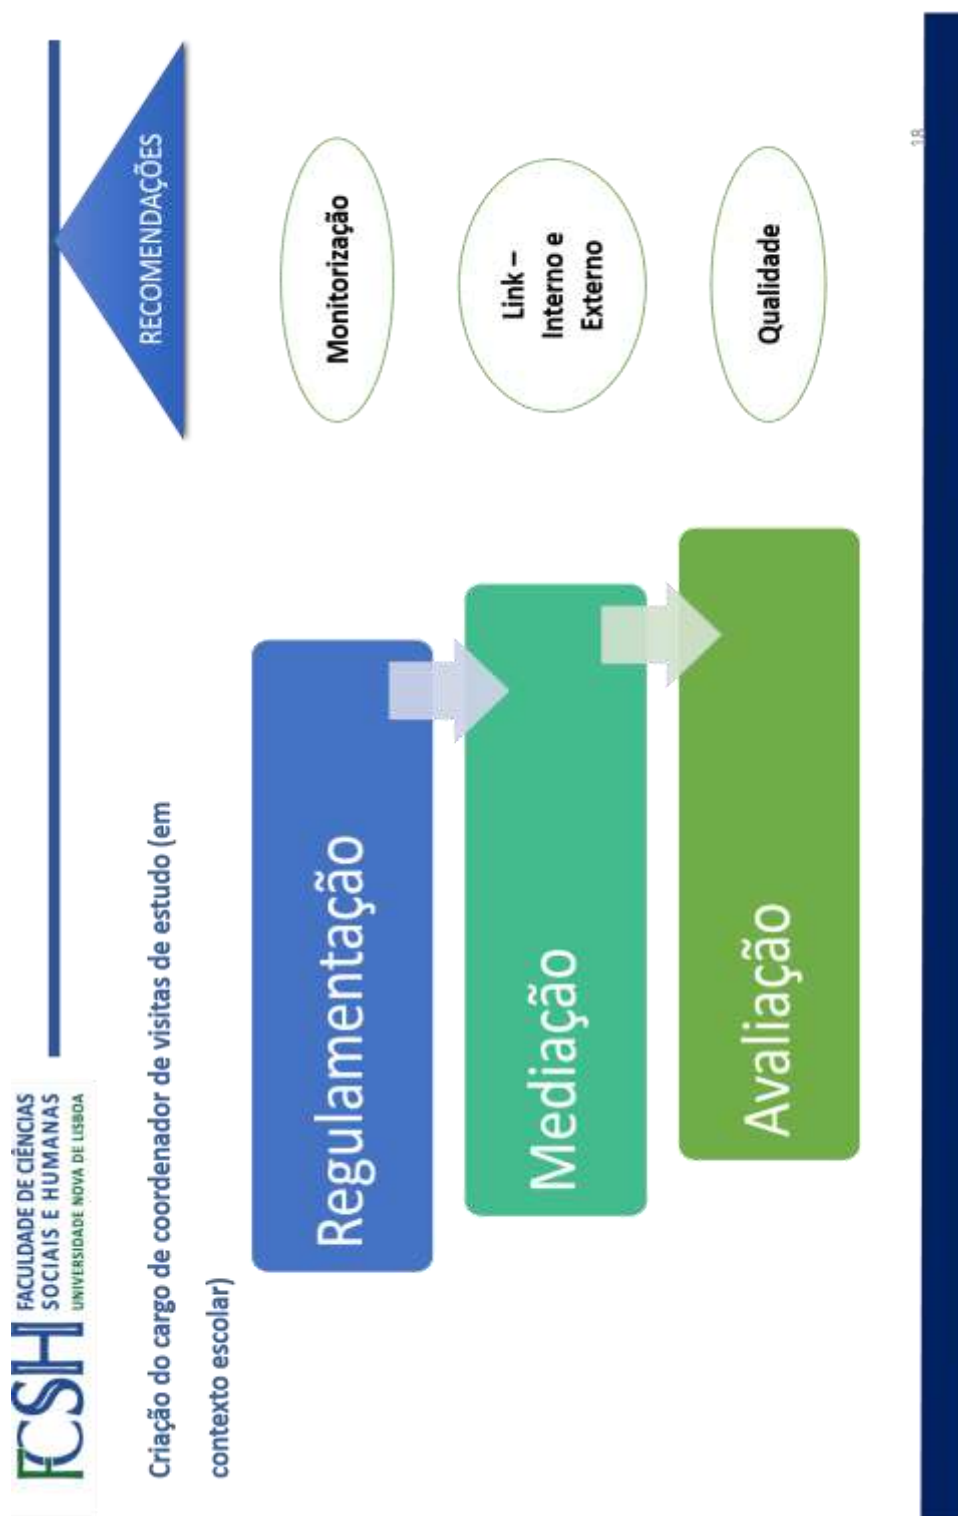 FCSH
FACULDADE DE CIÊNCIAS
SOCIAIS E HUMANAS
UNIVERSIDADE NOVA DE LISBOA
RECOMENDAÇÕES
Criação do cargo de coordenador de visitas de estudo (em
contexto escolar)
Regulamentação
Monitorização
Mediação
Link –
Interno e
Externo
Avaliação
Qualidade
18